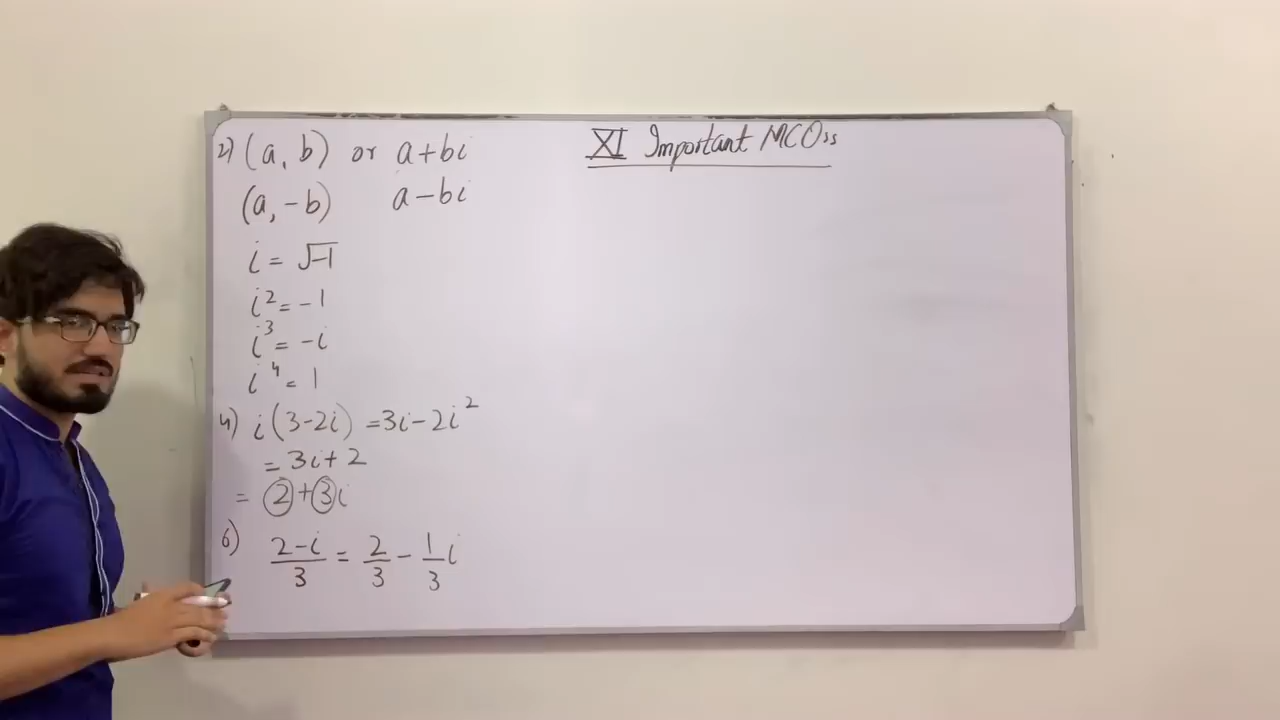 XI Important MCQss
2) (a, b) or a+bi
(a, -b) a-bi
i = √-1
i² = -1
i³ = -i
i⁴ = 1
4) i(3-2i) =3i-2i²
= 3i+2
= 2+3i
6) (2-i)/3 = 2/3 - 1/3 i